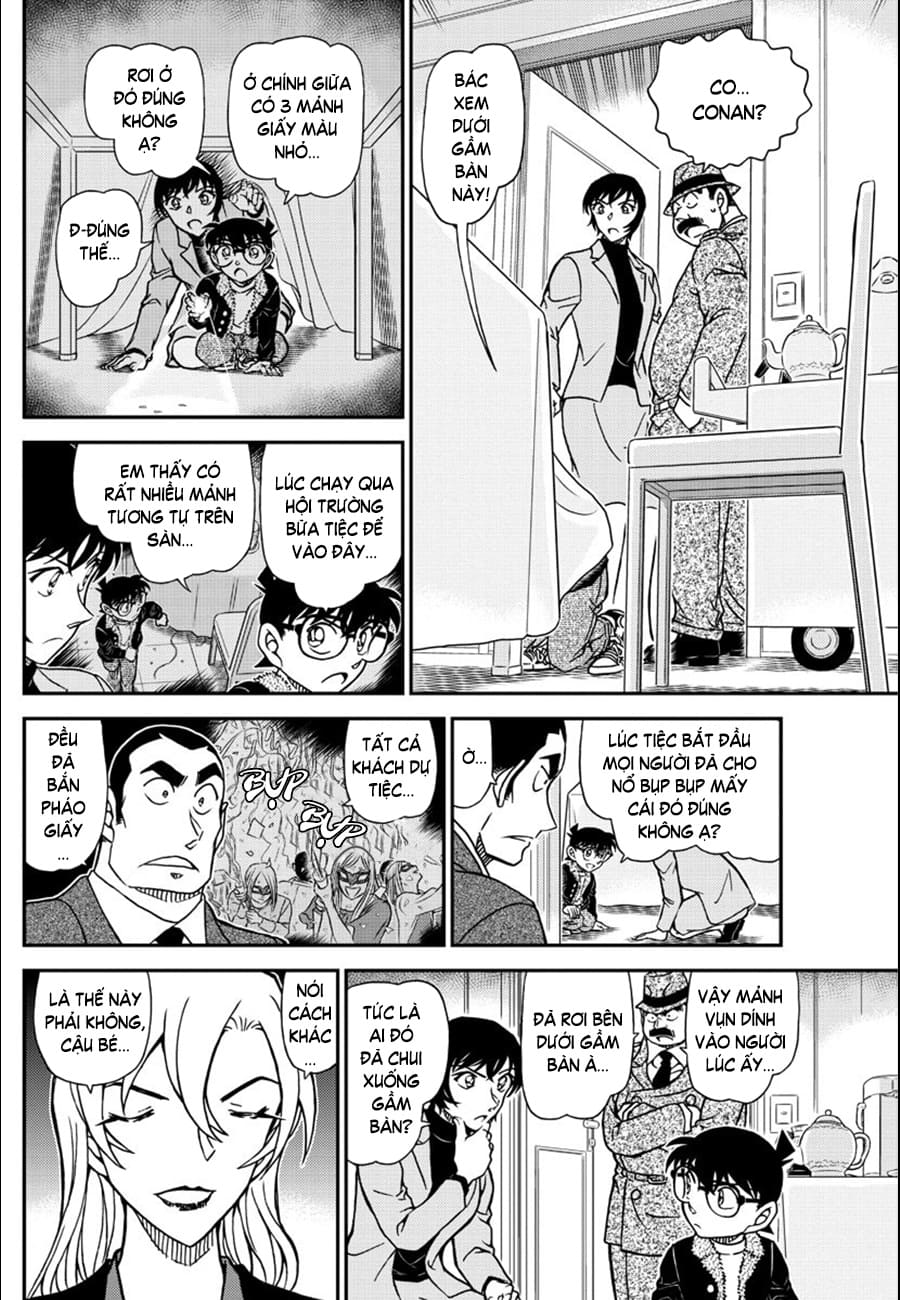 CO...
CONAN?
BÁC
XEM
DƯỚI
GẦM
BÀN
NÀY!
Ở CHÍNH GIỮA
CÓ 3 MẢNH
GIẤY MÀU
NHỎ...
RƠI Ở
ĐÓ ĐÚNG
KHÔNG
Ạ?
Đ-ĐÚNG
THẾ...
LÚC CHẠY QUA
HỘI TRƯỜNG
BỮA TIỆC ĐỂ
VÀO ĐÂY...
EM THẤY CÓ
RẤT NHIỀU MẢNH
TƯƠNG TỰ TRÊN
SÀN...
LÚC TIỆC BẮT ĐẦU
MỌI NGƯỜI ĐÃ CHO
NỔ BỤP BỤP MẤY
CÁI ĐÓ ĐÚNG
KHÔNG Ạ?
Ờ...
TẤT CẢ
KHÁCH DỰ
TIỆC...
BỤP
BỤP
ĐỀU
ĐÃ
BẮN
PHÁO
GIẤY
...
VẬY MẢNH
VỤN DÍNH
VÀO NGƯỜI
LÚC ẤY...
ĐÃ RƠI BÊN
DƯỚI GẦM
BÀN À...
TỨC LÀ
AI ĐÓ
ĐÃ CHUI
XUỐNG
GẦM
BÀN?
NÓI
CÁCH
KHÁC
...
LÀ THẾ NÀY
PHẢI KHÔNG,
CẬU BÉ...